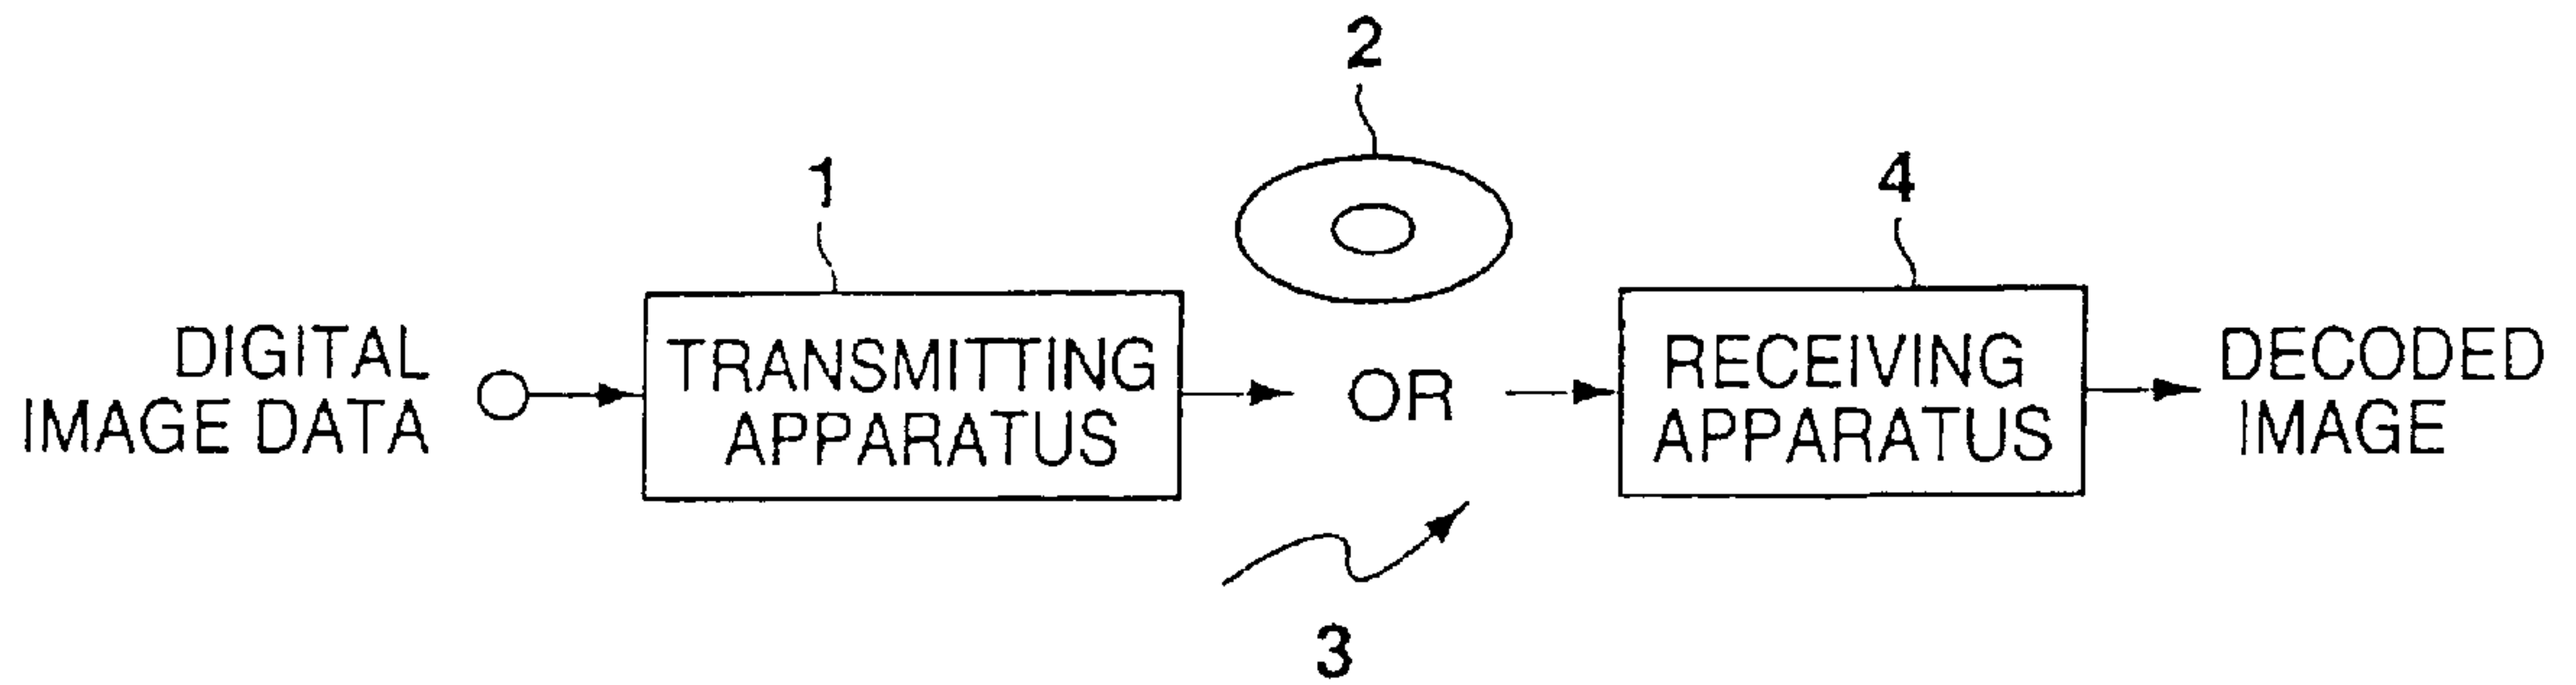 2
1
4
DIGITAL
IMAGE DATA
TRANSMITTING
APPARATUS
OR
RECEIVING
APPARATUS
DECODED
IMAGE
3